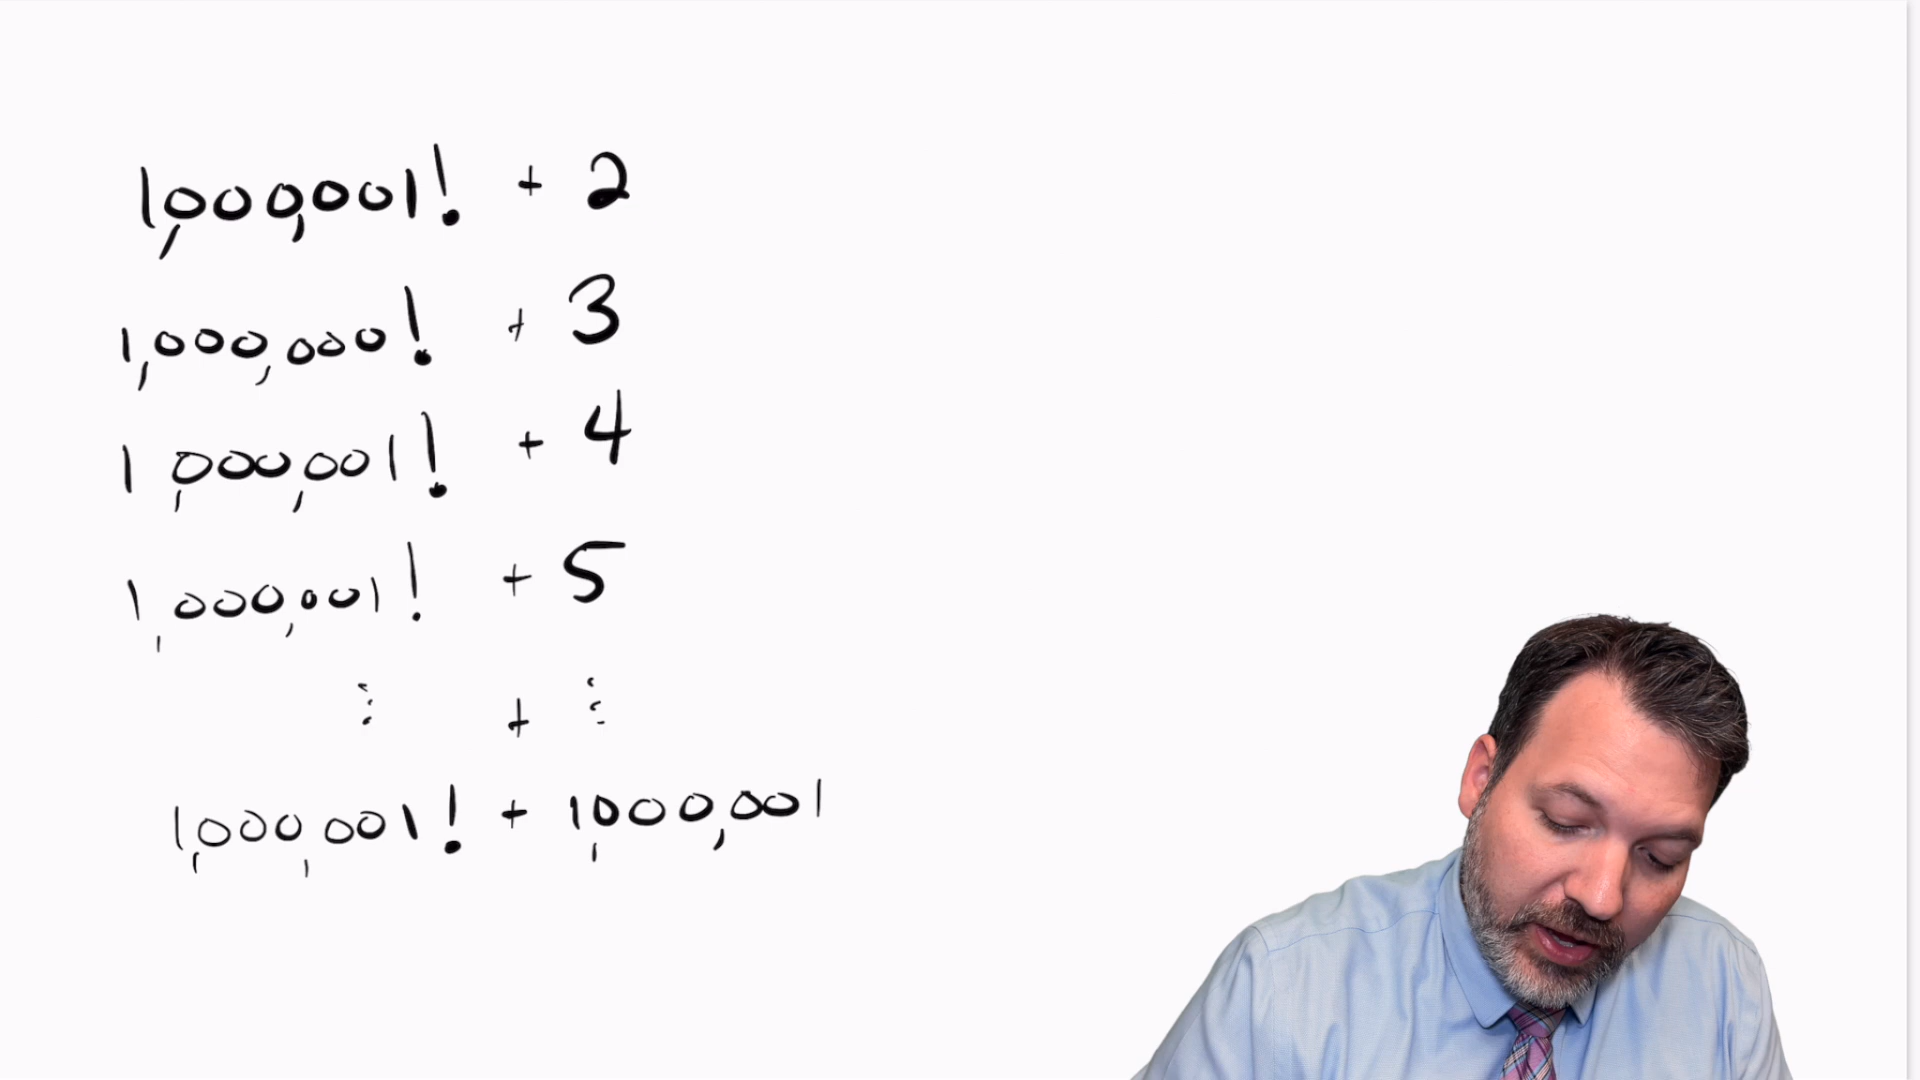 1,000,001! + 2
1,000,000! + 3
1,000,001! + 4
1,000,001! + 5
⋮ + ⋮
1,000,001! + 1,000,001